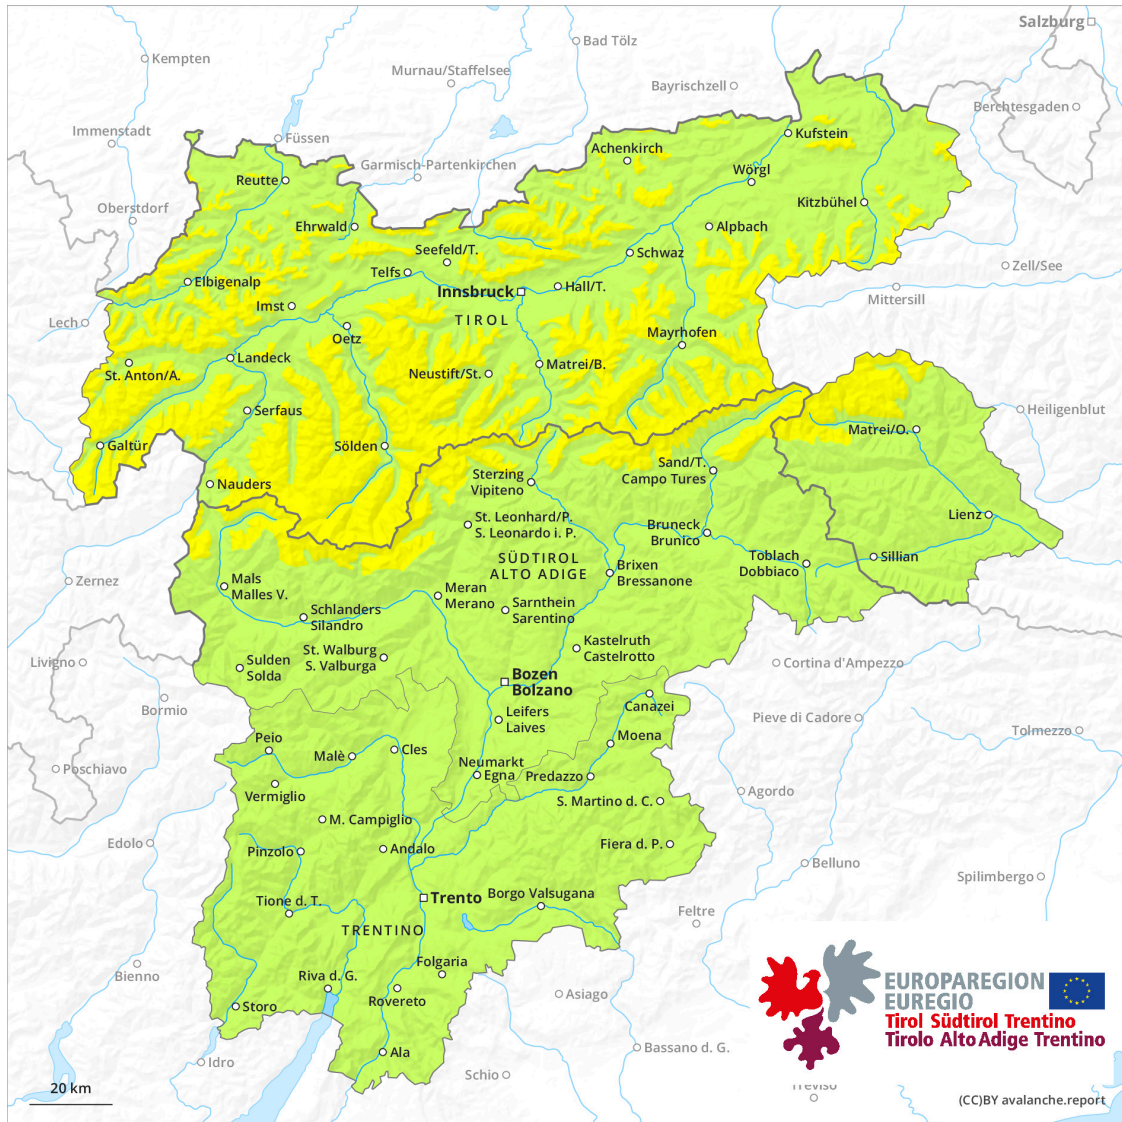 Salzburg
Bad Tölz
Kempten
Murnau/Staffelsee
Bayrischzell
Berchtesgaden
Immenstadt
Füssen
Kufstein
Achenkirch
Garmisch-Partenkirchen
Wörgl
Reutte
Oberstdorf
Kitzbühel
Ehrwald
Alpbach
Seefeld/T.
Schwaz
Zell/See
Telfs
Elbigenalp
Hall/T.
Innsbruck
Mittersill
Imst
TIROL
Lech
Oetz
Mayrhofen
Landeck
St. Anton/A.
Matrei/B.
Neustift/St.
Serfaus
Heiligenblut
Matrei/O.
Galtür
Sölden
Nauders
Sterzing
Vipiteno
Sand/T.
Campo Tures
St. Leonhard/P.
S. Leonardo i. P.
Lienz
Bruneck
Brunico
SÜDTIROL
ALTO ADIGE
Toblach
Dobbiaco
Sillian
Brixen
Bressanone
Zernez
Mals
Malles V.
Meran
Merano
Sarnthein
Sarentino
Schlanders
Silandro
Kastelruth
Castelrotto
St. Walburg
S. Valburga
Livigno
Sulden
Solda
Cortina d'Ampezzo
Bozen
Bolzano
Bormio
Canazei
Leifers
Laives
Pieve di Cadore
Tolmezzo
Peio
Malè
Cles
Moena
Poschiavo
Neumarkt
Egna
Predazzo
Vermiglio
Agordo
S. Martino d. C.
M. Campiglio
Edolo
Pinzolo
Andalo
Fiera d. P.
Belluno
Spilimbergo
Trento
Borgo Valsugana
Tione d. T.
Feltre
TRENTINO
Folgaria
Bienno
Riva d. G.
Rovereto
Asiago
Storo
EUROPAREGION
EUREGIO
Tirol Südtirol Trentino
Tirolo Alto Adige Trentino
Idro
Ala
Bassano d. G.
Schio
Treviso
20 km
(CC)BY avalanche.report